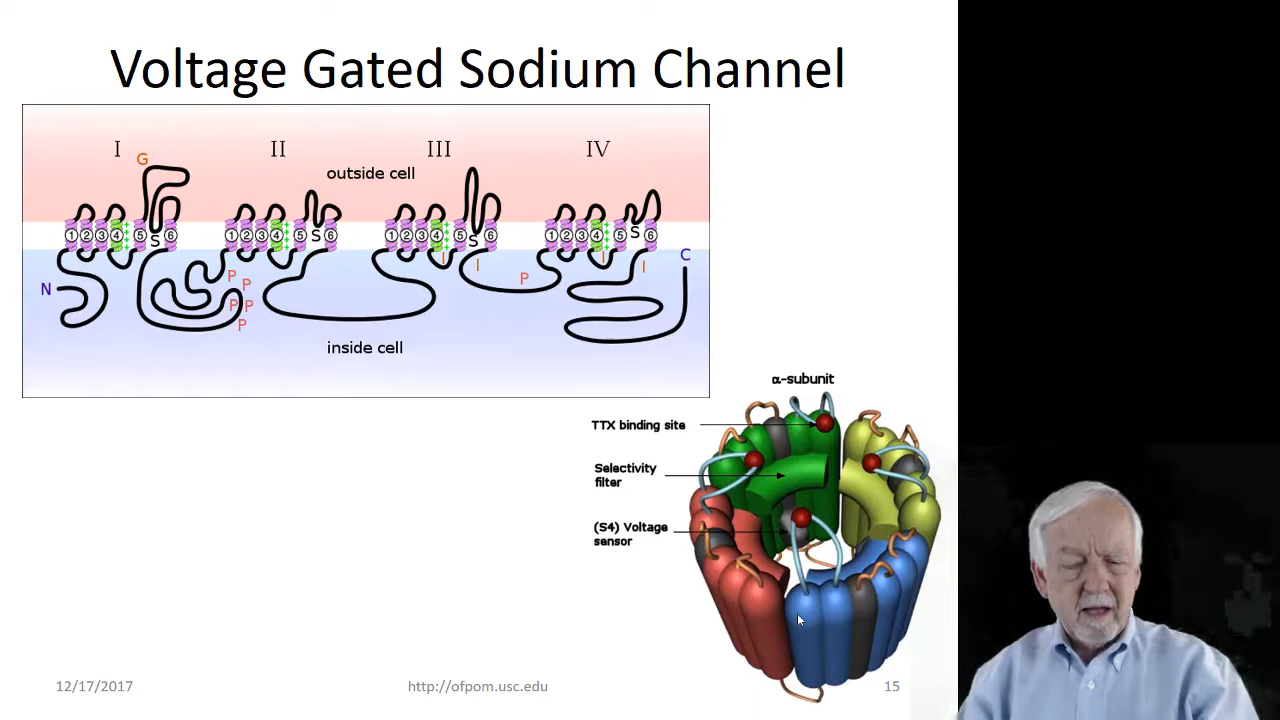 Voltage Gated Sodium Channel
I II III IV
G
outside cell
1 2 3 4 5 S 6 1 2 3 4 5 S 6 1 2 3 4 5 S 6 1 2 3 4 5 S 6
I I I I
N P P P P P P C
inside cell
α-subunit
TTX binding site
Selectivity
filter
(S4) Voltage
sensor
12/17/2017 http://ofpom.usc.edu 15